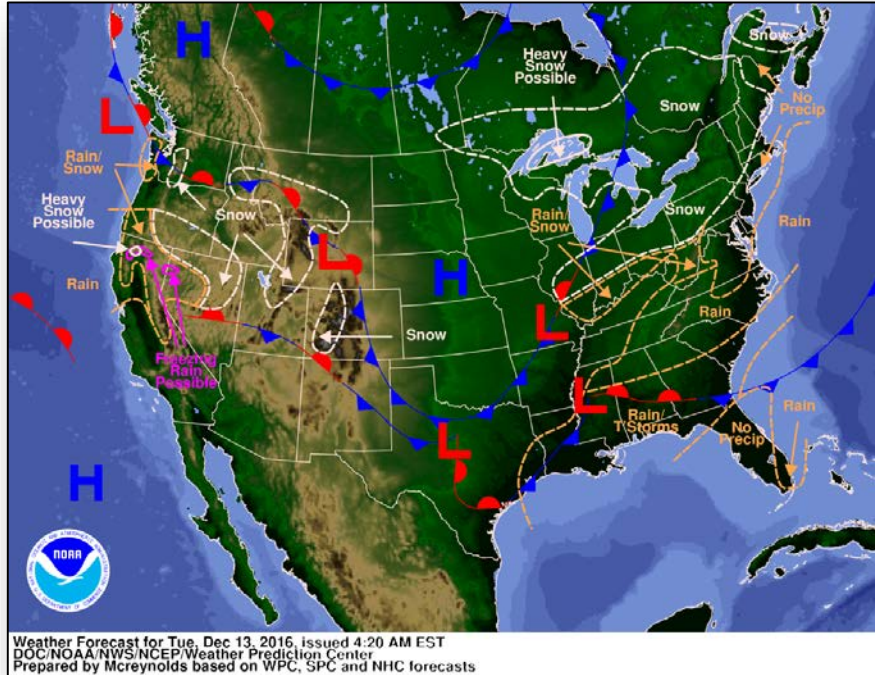 H
Snow
Heavy
Snow
Possible
No
Precip
Snow
L
Rain/
Snow
Heavy
Snow
Possible
Snow
Snow
Rain/
Snow
Rain
L
H
Rain
Rain
L
Snow
Freezing
Rain
Possible
L
Rain
Rain/
T'Storms
No
Precip
L
H
NOAA
Weather Forecast for Tue, Dec 13, 2016, issued 4:20 AM EST
DOC/NOAA/NWS/NCEP/Weather Prediction Center
Prepared by Mcreynolds based on WPC, SPC and NHC forecasts